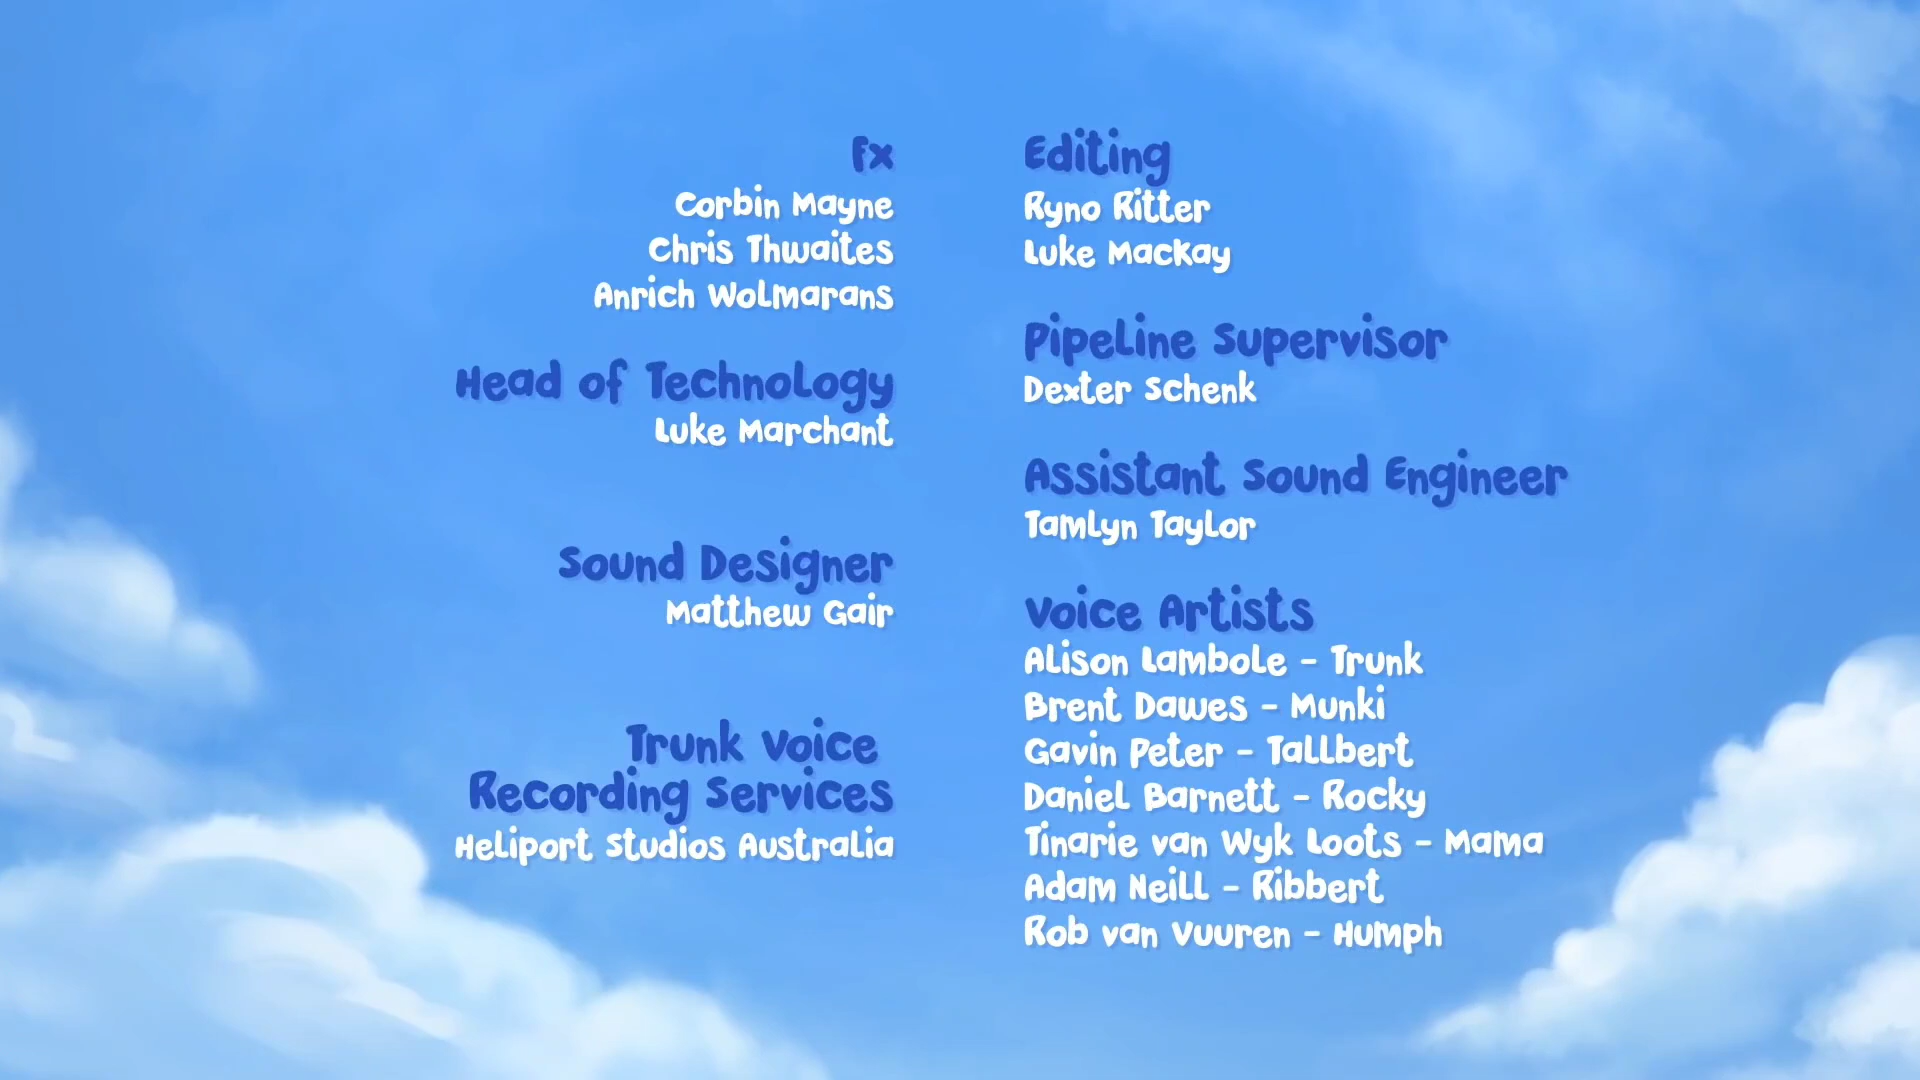 Fx
Corbin Mayne
Chris Thwaites
Anrich Wolmarans
Head of Technology
Luke Marchant
Sound Designer
Matthew Gair
Trunk Voice
Recording Services
Heliport Studios Australia
Editing
Ryno Ritter
Luke Mackay
Pipeline Supervisor
Dexter Schenk
Assistant Sound Engineer
Tamlyn Taylor
Voice Artists
Alison Lambole - Trunk
Brent Dawes - Munki
Gavin Peter - Tallbert
Daniel Barnett - Rocky
Tinarie van Wyk Loots - Mama
Adam Neill - Ribbert
Rob van Vuuren - Humph